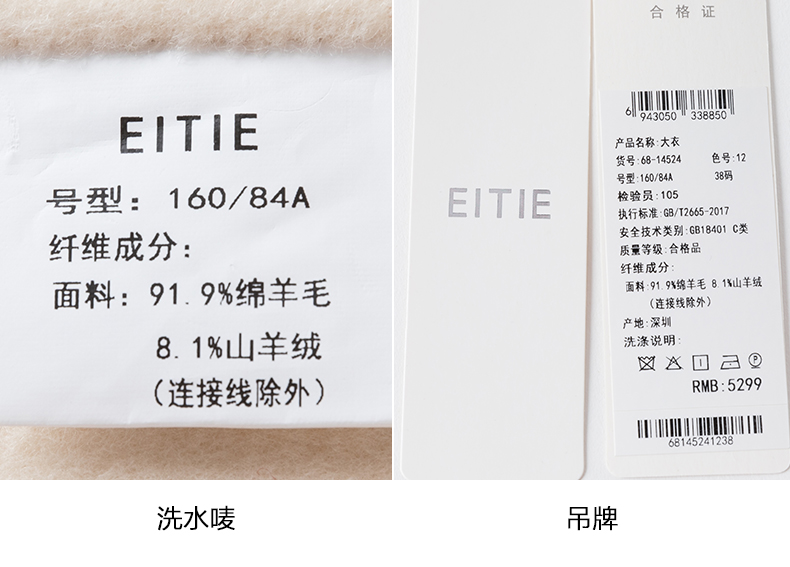 EITIE
号型：160/84A
纤维成分：
面料：91.9%绵羊毛
8.1%山羊绒
（连接线除外）
洗水唛
EITIE
合格证
6 943050 338850
产品名称:大衣
货号:68-14524 色号:12
号型:160/84A 38码
检验员:105
执行标准:GB/T2665-2017
安全技术类别:GB18401 C类
质量等级:合格品
纤维成分:
面料:91.9%绵羊毛 8.1%山羊绒
（连接线除外）
产地:深圳
洗涤说明:
RMB:5299
68145241238
吊牌